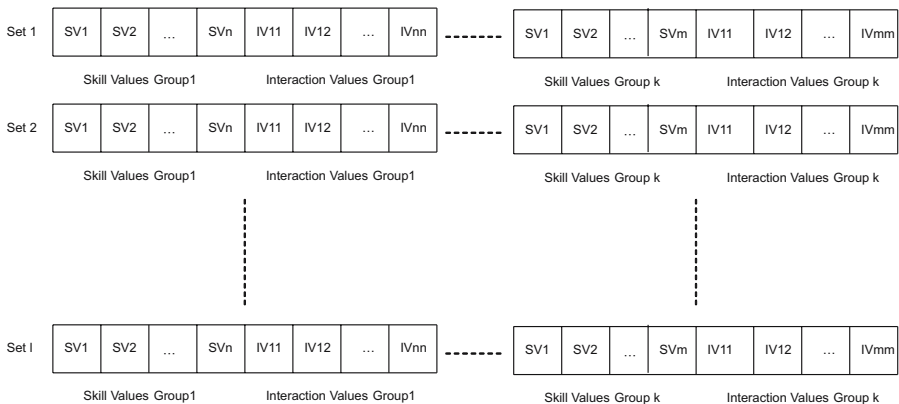 Set 1 SV1 SV2 ... SVn IV11 IV12 ... IVnn SV1 SV2 ... SVm IV11 IV12 ... IVmm
Skill Values Group1 Interaction Values Group1 Skill Values Group k Interaction Values Group k
Set 2 SV1 SV2 ... SVn IV11 IV12 ... IVnn SV1 SV2 ... SVm IV11 IV12 ... IVmm
Skill Values Group1 Interaction Values Group1 Skill Values Group k Interaction Values Group k
Set l SV1 SV2 ... SVn IV11 IV12 ... IVnn SV1 SV2 ... SVm IV11 IV12 ... IVmm
Skill Values Group1 Interaction Values Group1 Skill Values Group k Interaction Values Group k